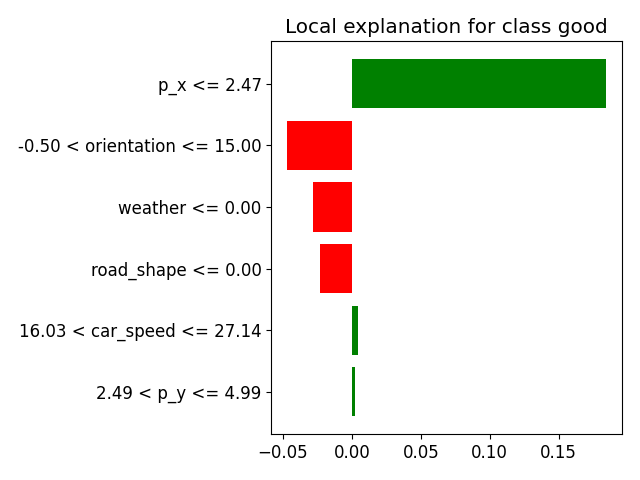 Local explanation for class good
p_x <= 2.47
-0.50 < orientation <= 15.00
weather <= 0.00
road_shape <= 0.00
16.03 < car_speed <= 27.14
2.49 < p_y <= 4.99
−0.05 0.00 0.05 0.10 0.15